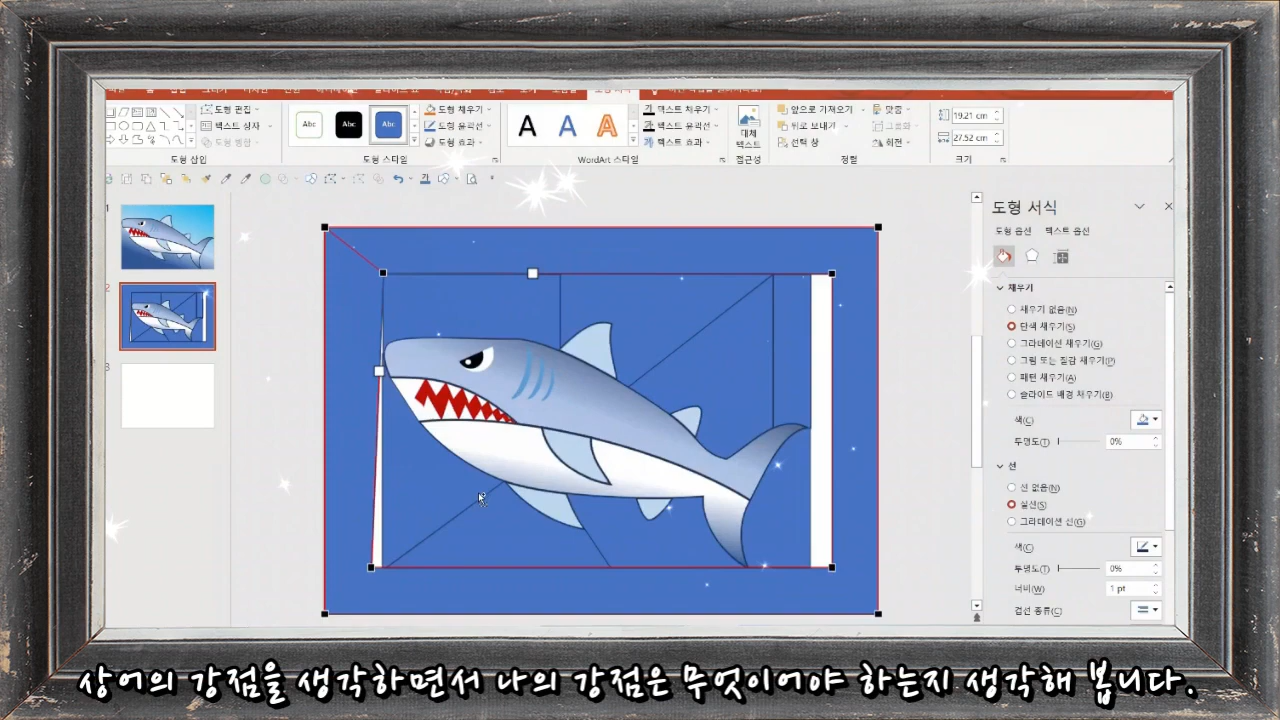 도형 편집
텍스트 상자
도형 병합
도형 삽입
Abc
Abc
Abc
도형 채우기
도형 윤곽선
도형 효과
도형 스타일
A
A
A
텍스트 채우기
텍스트 윤곽선
텍스트 효과
WordArt 스타일
대체
텍스트
접근성
앞으로 가져오기
뒤로 보내기
선택 창
맞춤
그룹화
회전
정렬
19.21 cm
27.52 cm
크기
1
2
3
도형 서식
도형 옵션 텍스트 옵션
채우기
채우기 없음(N)
단색 채우기(S)
그라데이션 채우기(G)
그림 또는 질감 채우기(P)
패턴 채우기(A)
슬라이드 배경 채우기(B)
색(C)
투명도(T) 0%
선
선 없음(N)
실선(S)
그라데이션 선(G)
색(C)
투명도(T) 0%
너비(W) 1 pt
겹선 종류(C)
상어의 강점을 생각하면서 나의 강점은 무엇이어야 하는지 생각해 봅니다.